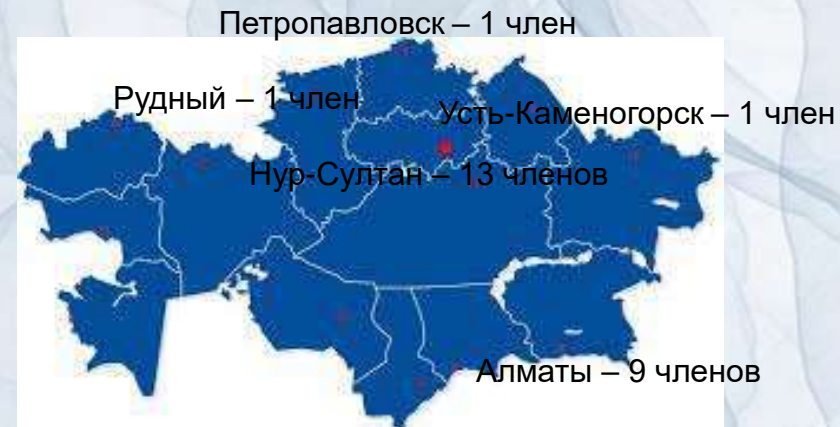 Петропавловск – 1 член
Рудный – 1 член
Усть-Каменогорск – 1 член
Нур-Султан – 13 членов
Алматы – 9 членов